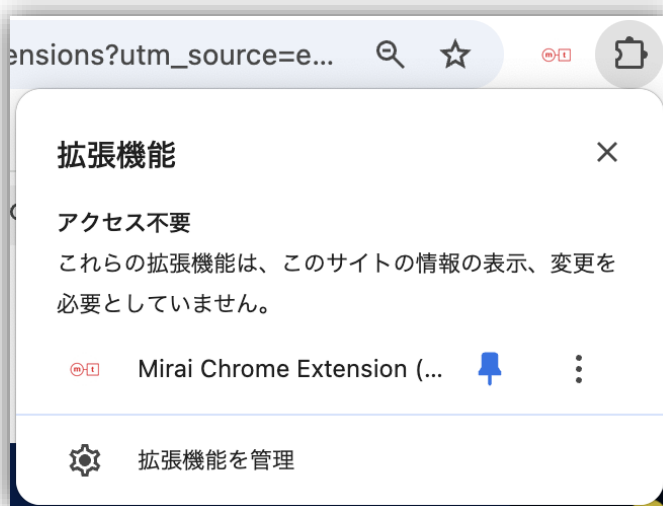 ensions?utm_source=e...
m t
拡張機能
アクセス不要
これらの拡張機能は、このサイトの情報の表示、変更を
必要としていません。
m t Mirai Chrome Extension (...
拡張機能を管理